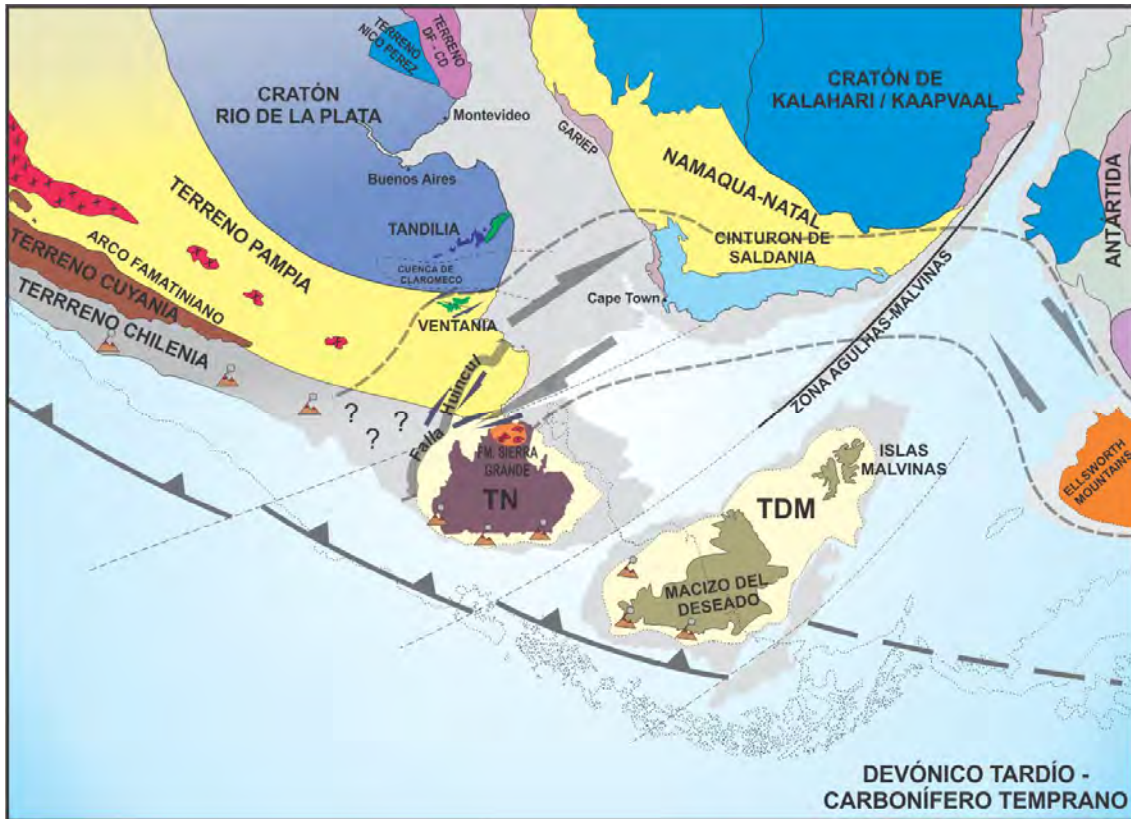 TERRENO
NICO PEREZ
TERRENO
DF - CD
CRATÓN
RIO DE LA PLATA
Montevideo
Buenos Aires
GARIEP
CRATÓN DE
KALAHARI / KAAPVAAL
NAMAQUA-NATAL
ANTÁRTIDA
TERRENO PAMPIA
TANDILIA
CUENCA DE
CLAROMECO
CINTURON DE
SALDANIA
ARCO FAMATINIANO
TERRENO CUYANIA
TERRRENO CHILENIA
VENTANIA
Cape Town
ZONA AGULHAS-MALVINAS
Falla Huincul
?
?
?
FM. SIERRA
GRANDE
TN
ISLAS
MALVINAS
TDM
ELLSWORTH
MOUNTAINS
MACIZO DEL
DESEADO
DEVÓNICO TARDÍO -
CARBONÍFERO TEMPRANO